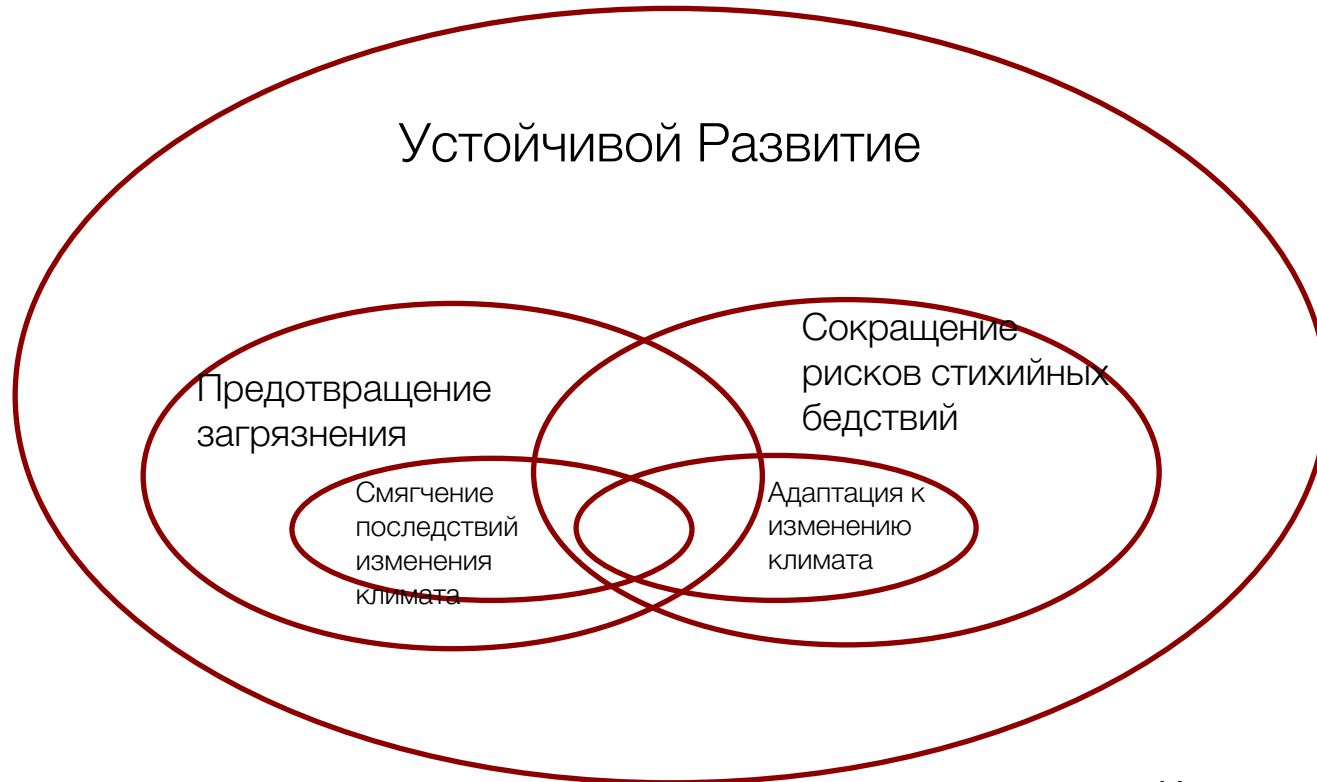 Устойчивой Развитие
Сокращение
рисков стихийных
бедствий
Предотвращение
загрязнения
Смягчение
последствий
изменения
климата
Адаптация к
изменению
климата